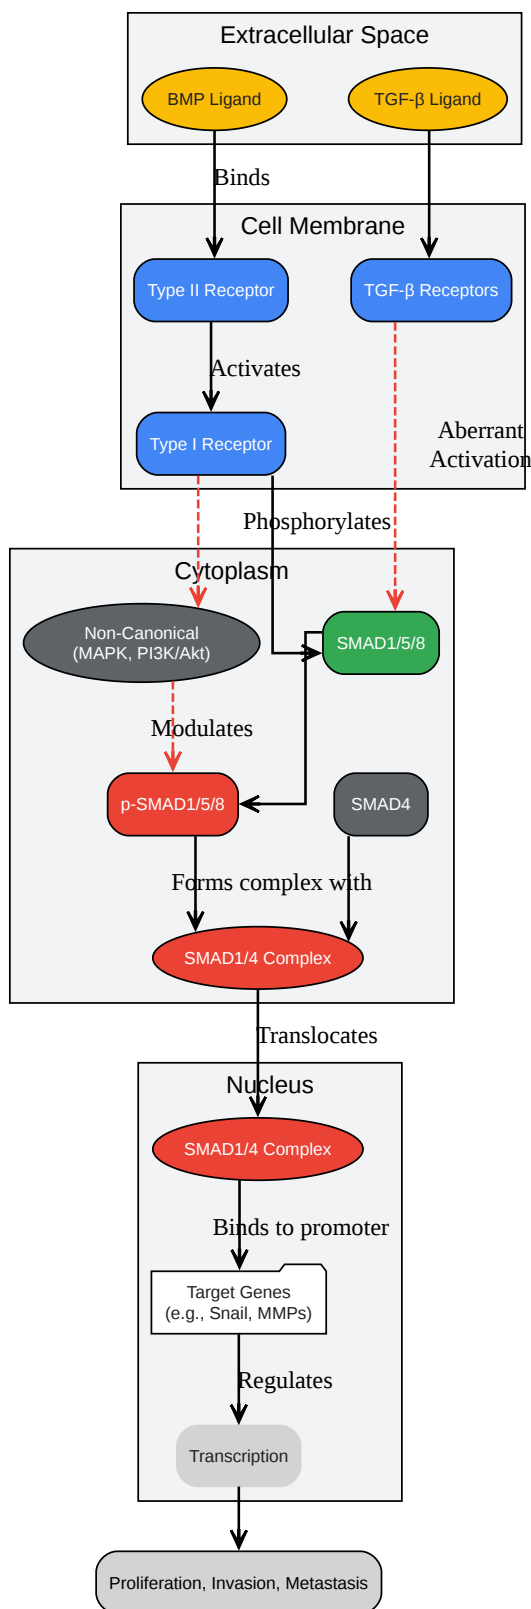 Extracellular Space
BMP Ligand
TGF-β Ligand
Binds
Cell Membrane
Type II Receptor
TGF-β Receptors
Activates
Type I Receptor
Aberrant
Activation
Phosphorylates
Cytoplasm
Non-Canonical
(MAPK, PI3K/Akt)
SMAD1/5/8
Modulates
p-SMAD1/5/8
SMAD4
Forms complex with
SMAD1/4 Complex
Translocates
Nucleus
SMAD1/4 Complex
Binds to promoter
Target Genes
(e.g., Snail, MMPs)
Regulates
Transcription
Proliferation, Invasion, Metastasis